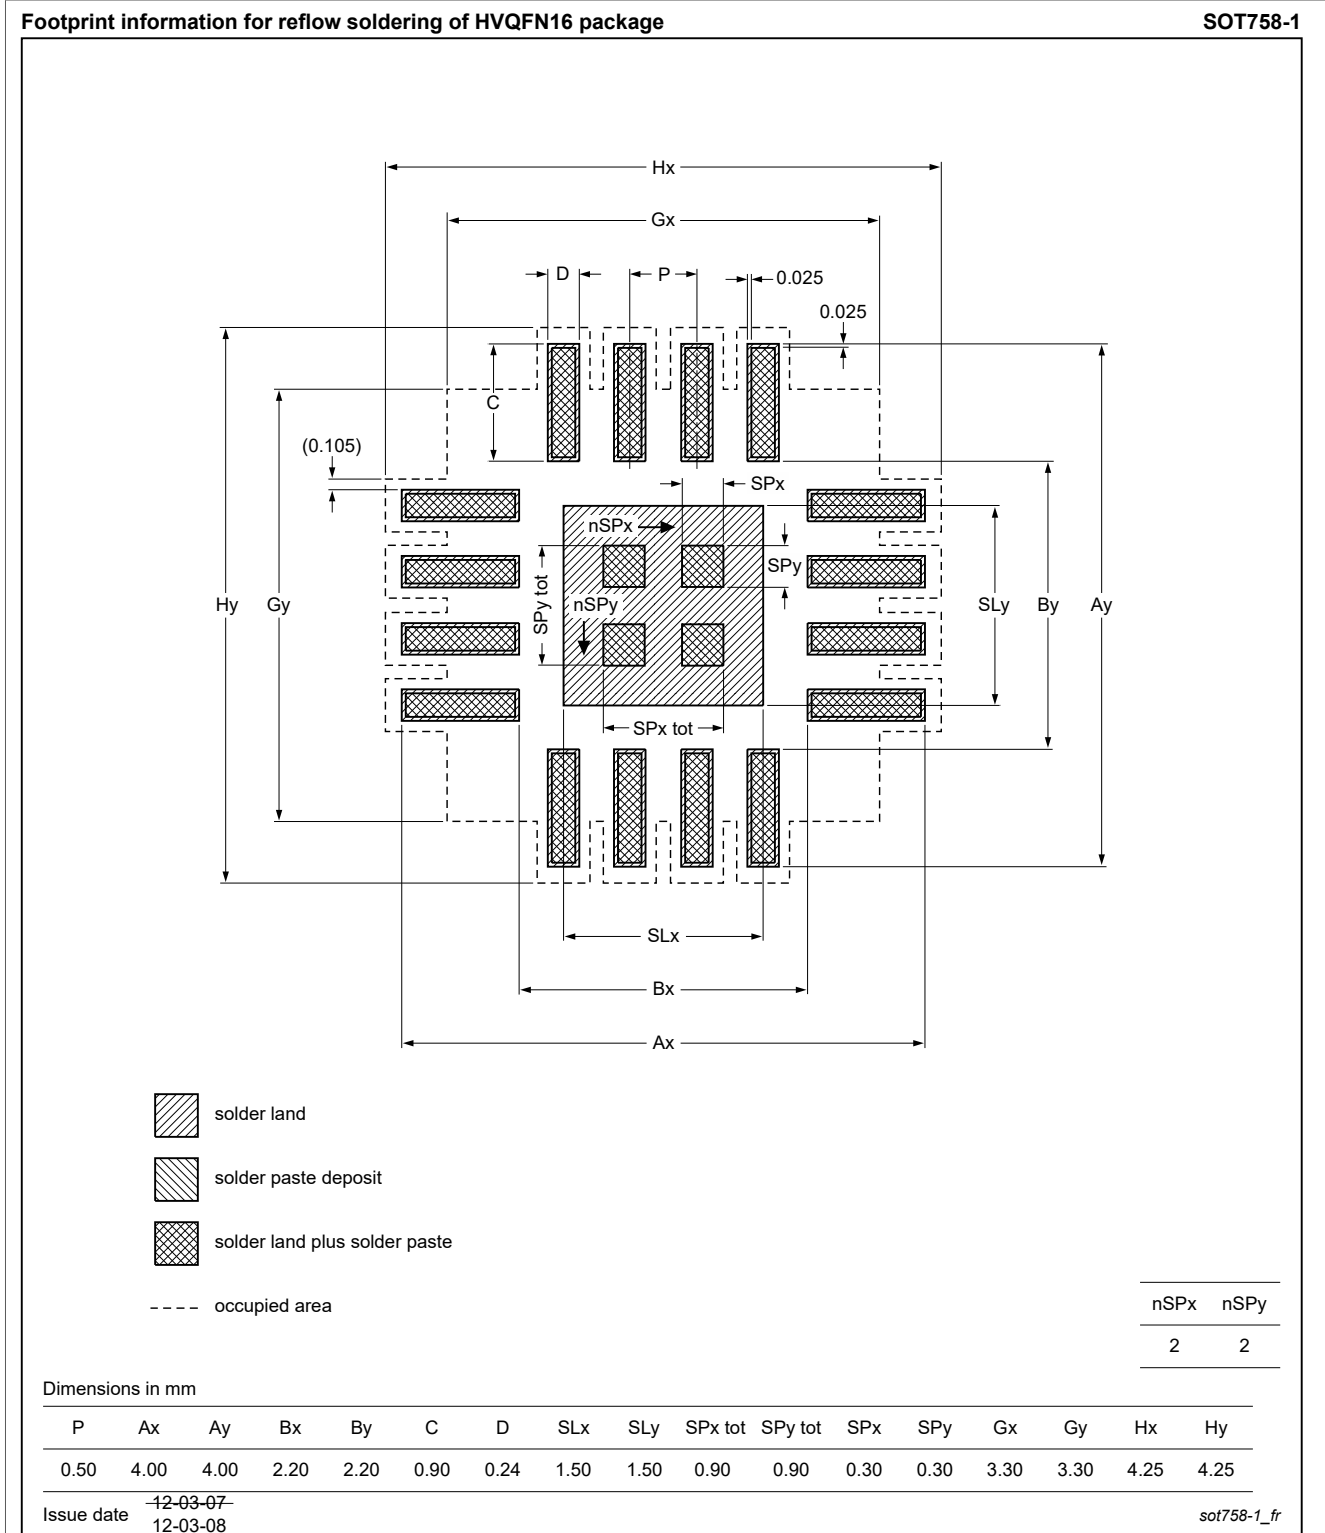 Footprint information for reflow soldering of HVQFN16 package SOT758-1
Hx
Gx
D P 0.025
0.025
C
(0.105)
SPx
nSPx
SPy
SPy tot
nSPy
Hy Gy SLy By Ay
SPx tot
SLx
Bx
Ax
solder land
solder paste deposit
solder land plus solder paste
occupied area
nSPx nSPy
2 2
Dimensions in mm
P Ax Ay Bx By C D SLx SLy SPx tot SPy tot SPx SPy Gx Gy Hx Hy
0.50 4.00 4.00 2.20 2.20 0.90 0.24 1.50 1.50 0.90 0.90 0.30 0.30 3.30 3.30 4.25 4.25
Issue date 12-03-07
12-03-08
sot758-1_fr